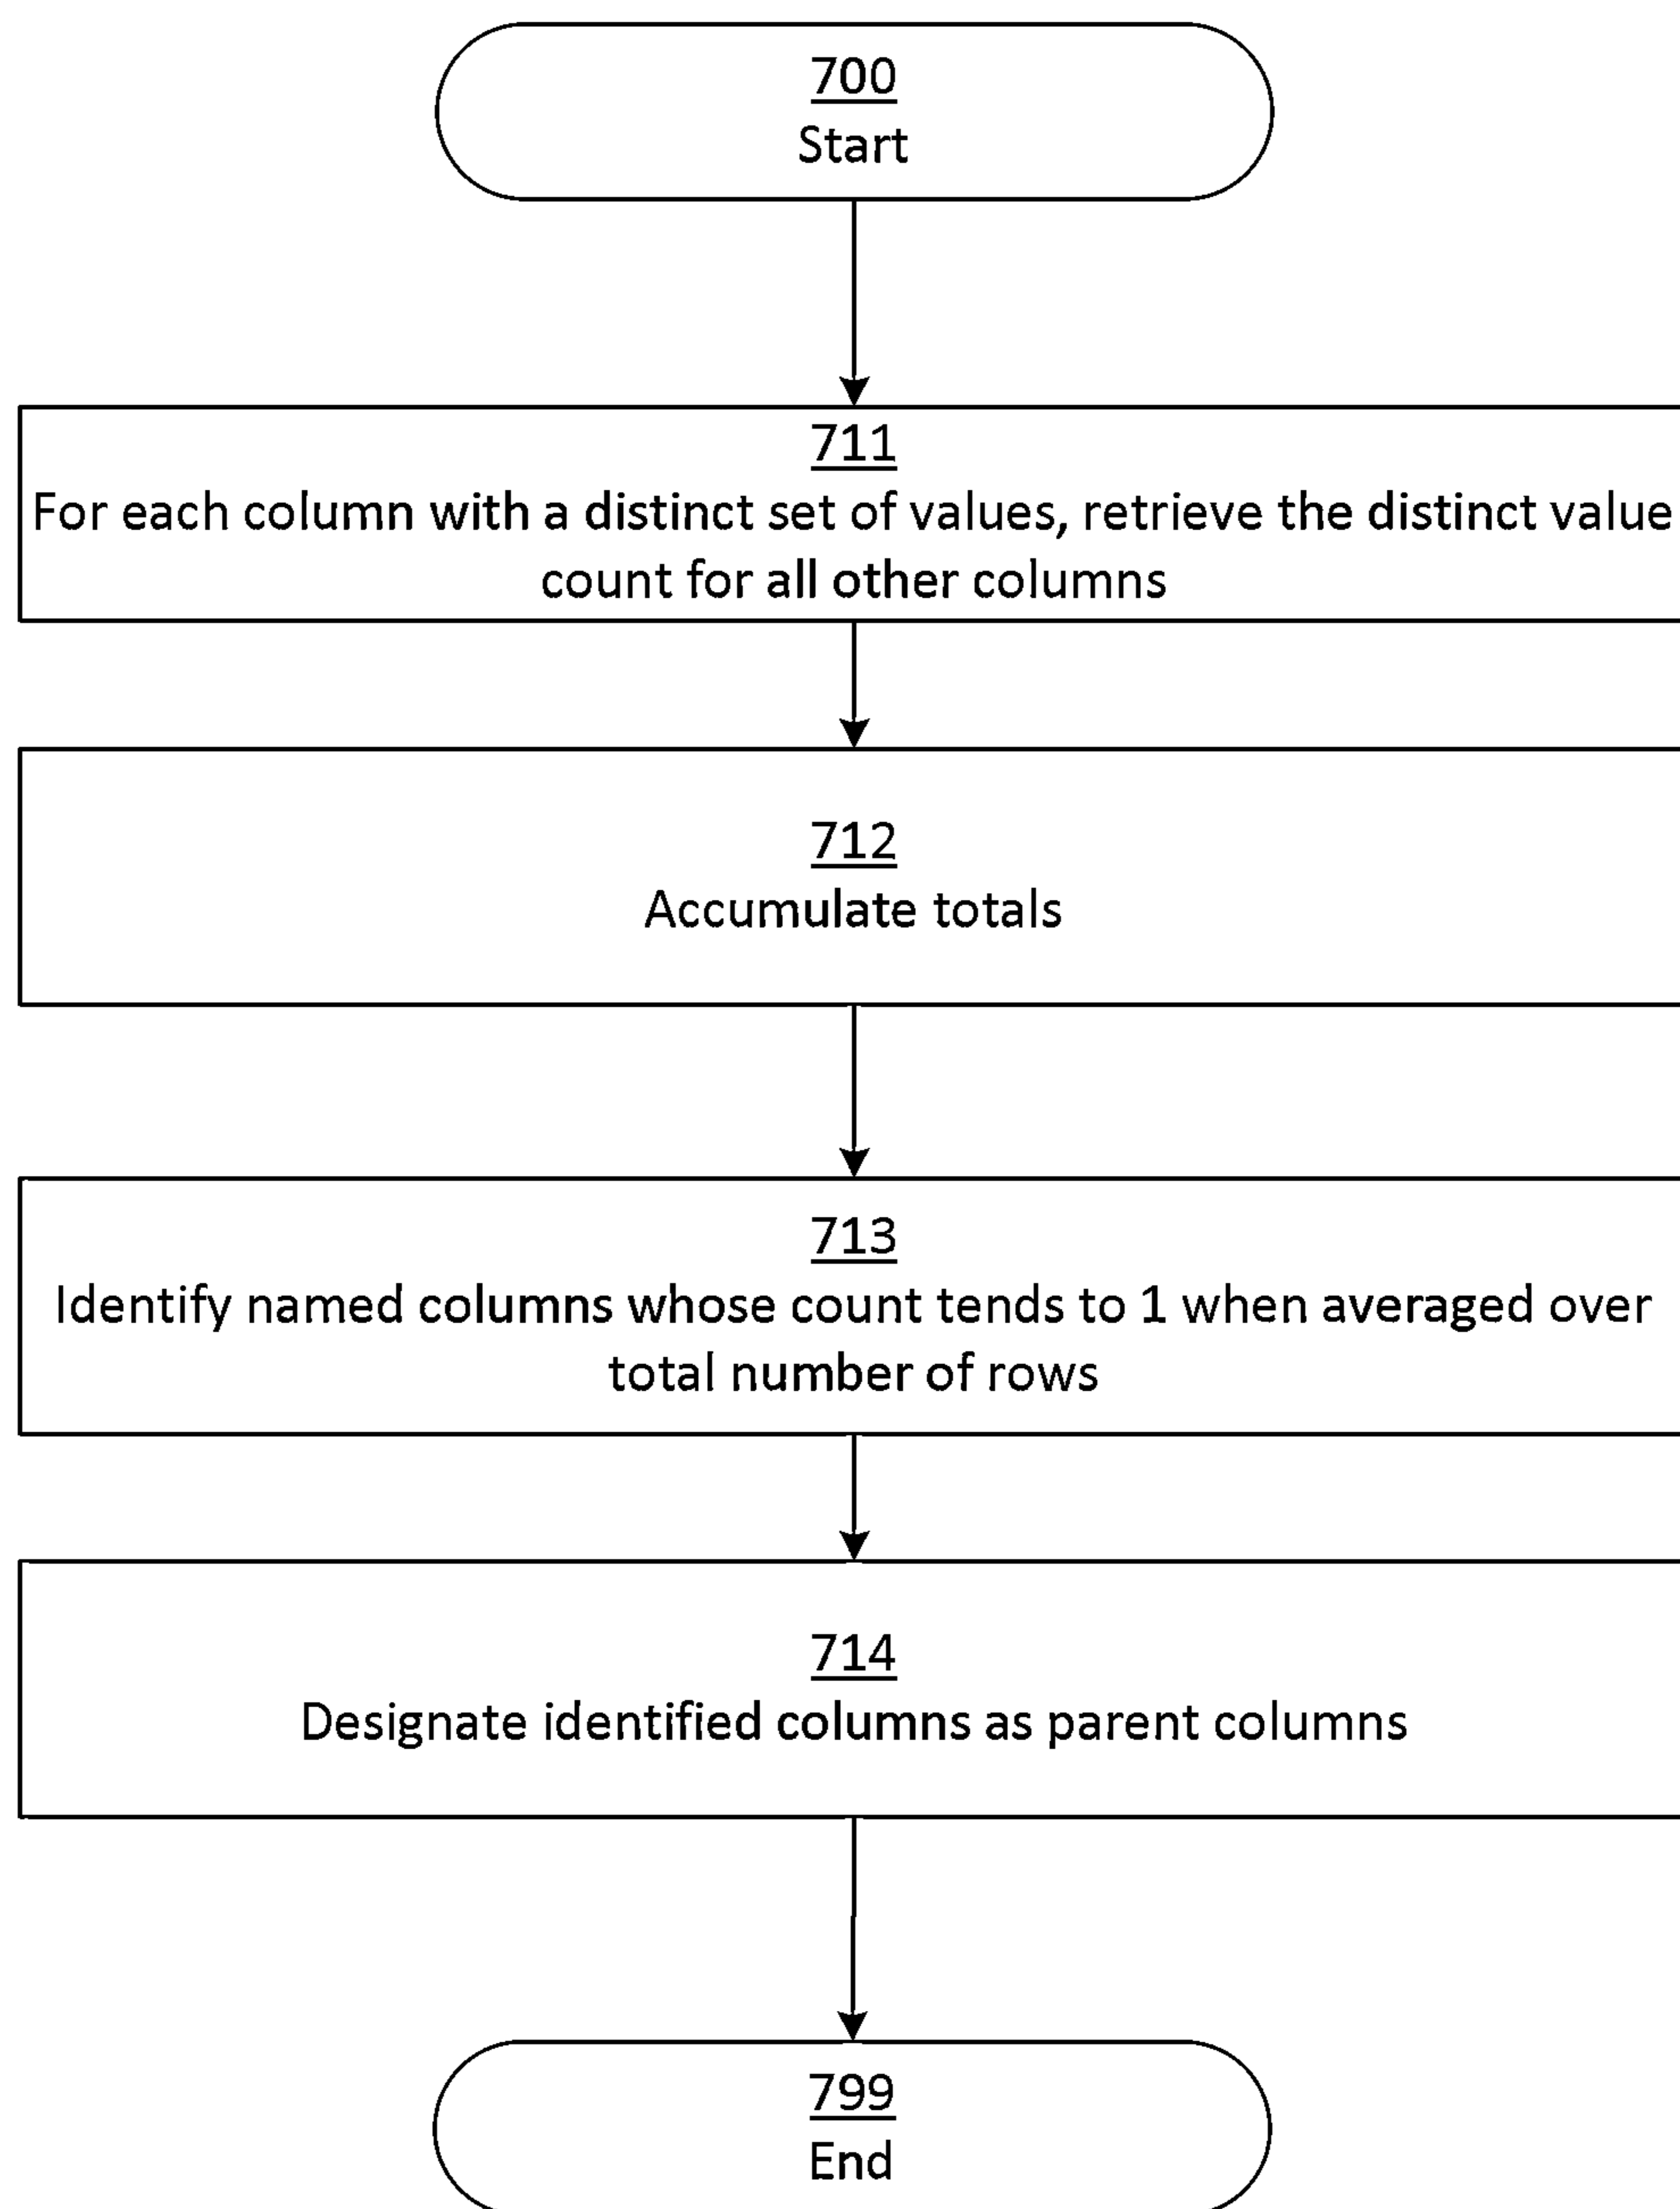 700
Start
711
For each column with a distinct set of values, retrieve the distinct value
count for all other columns
712
Accumulate totals
713
Identify named columns whose count tends to 1 when averaged over
total number of rows
714
Designate identified columns as parent columns
799
End